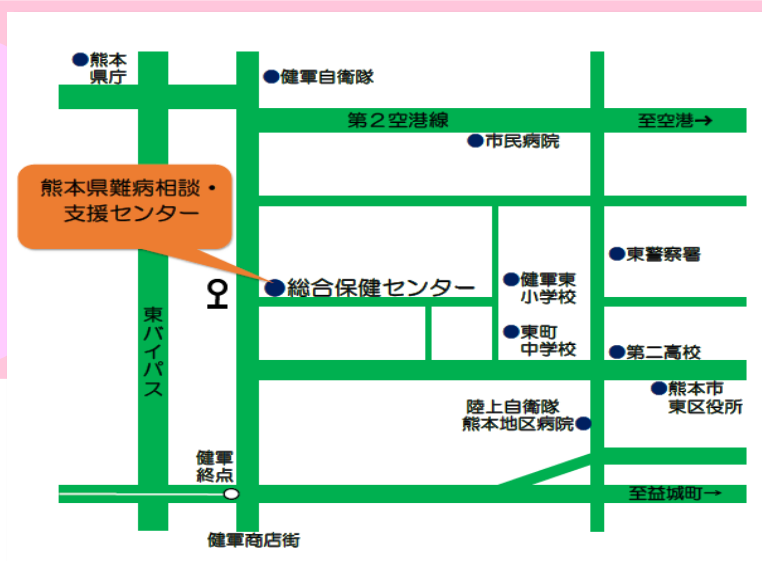 熊本
県庁
健軍自衛隊
第2空港線
至空港→
市民病院
熊本県難病相談・
支援センター
東警察署
総合保健センター
健軍東
小学校
東バイパス
東町
中学校
第二高校
熊本市
東区役所
陸上自衛隊
熊本地区病院
健軍
終点
至益城町→
健軍商店街